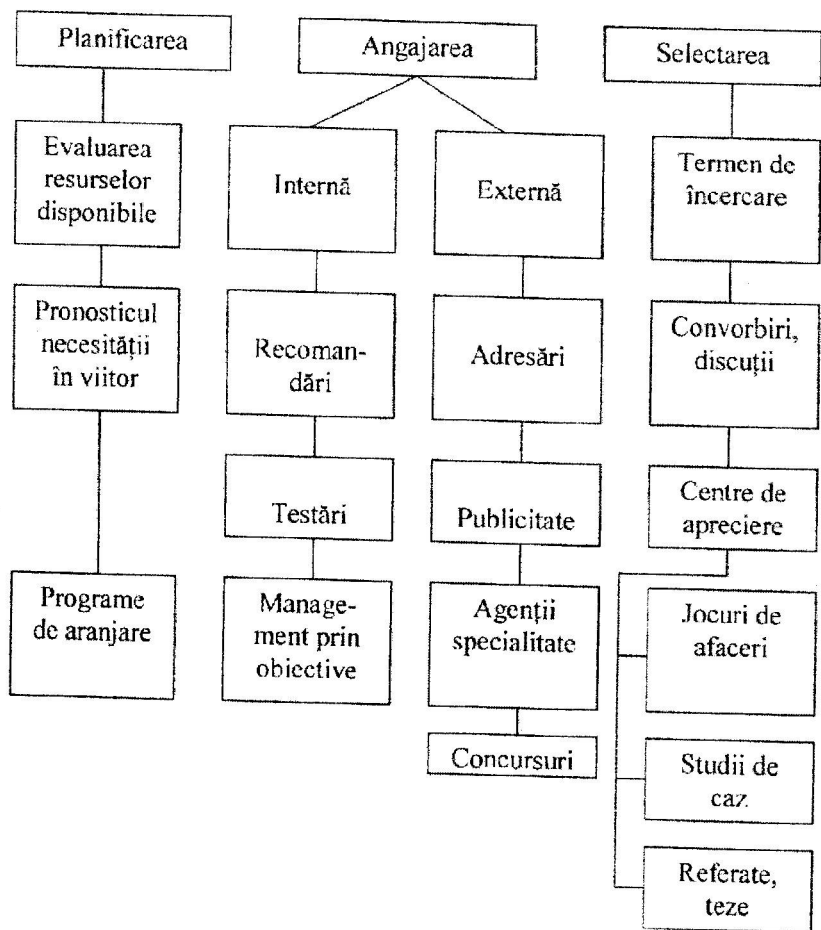 Planificarea
Angajarea
Selectarea
Evaluarea
resurselor
disponibile
Internă
Externă
Termen de
încercare
Pronosticul
necesității
în viitor
Recoman-
dări
Adresări
Convorbiri,
discuții
Testări
Publicitate
Centre de
apreciere
Programe
de aranjare
Manage-
ment prin
obiective
Agenții
specialitate
Jocuri de
afaceri
Concursuri
Studii de
caz
Referate,
teze